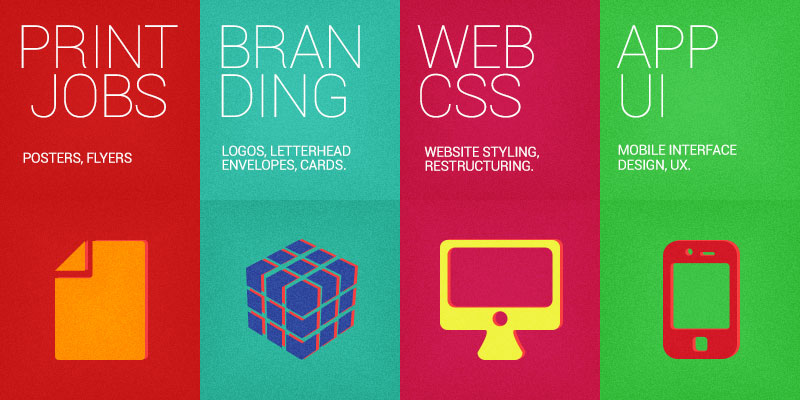 PRINT
JOBS
POSTERS, FLYERS
BRAN
DING
LOGOS, LETTERHEAD
ENVELOPES, CARDS.
WEB
CSS
WEBSITE STYLING,
RESTRUCTURING.
APP
UI
MOBILE INTERFACE
DESIGN, UX.